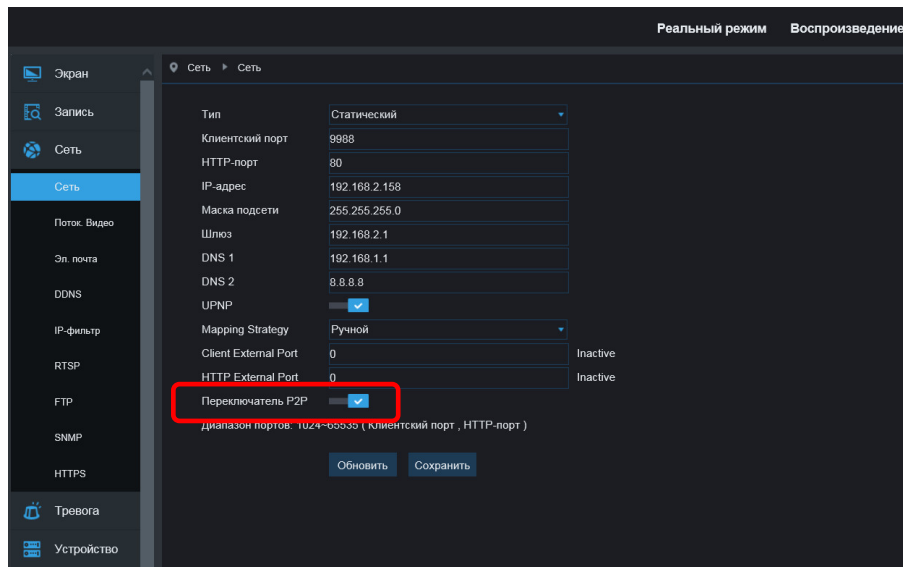 Реальный режим Воспроизведение
Экран
Запись
Сеть
Сеть
Поток. Видео
Эл. почта
DDNS
IP-фильтр
RTSP
FTP
SNMP
HTTPS
Тревога
Устройство
Сеть Сеть
Тип Статический
Клиентский порт 9988
HTTP-порт 80
IP-адрес 192.168.2.158
Маска подсети 255.255.255.0
Шлюз 192.168.2.1
DNS 1 192.168.1.1
DNS 2 8.8.8.8
UPNP
Mapping Strategy Ручной
Client External Port 0 Inactive
HTTP External Port 0 Inactive
Переключатель P2P
Диапазон портов: 1024~65535 ( Клиентский порт , HTTP-порт )
Обновить Сохранить